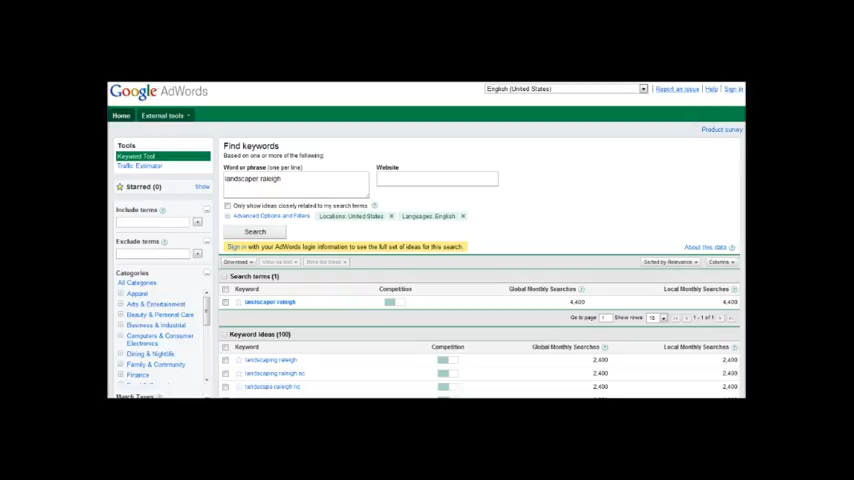 Google AdWords
English (United States) | Report an issue | Help | Sign in
Home External tools
Product survey
Tools
Keyword Tool
Traffic Estimator
Starred (0) Show
Include terms
Exclude terms
Categories
All Categories
Apparel
Arts & Entertainment
Beauty & Personal Care
Business & Industrial
Computers & Consumer
Electronics
Dining & Nightlife
Family & Community
Finance
Match Types
Find keywords
Based on one or more of the following:
Word or phrase (one per line) Website
landscaper raleigh
Only show ideas closely related to my search terms
Advanced Options and Filters Locations: United States Languages: English
Search
Sign in with your AdWords login information to see the full set of ideas for this search.
About this data
Download Sorted by Relevance Columns
Search terms (1)
Keyword Competition Global Monthly Searches Local Monthly Searches
landscaper raleigh 4,400 4,400
Go to page: 1 Show rows: 1 - 1 of 1
Keyword ideas (100)
Keyword Competition Global Monthly Searches Local Monthly Searches
landscaping raleigh 2,400 2,400
landscaping raleigh nc 2,400 2,400
landscape raleigh nc 2,400 2,400